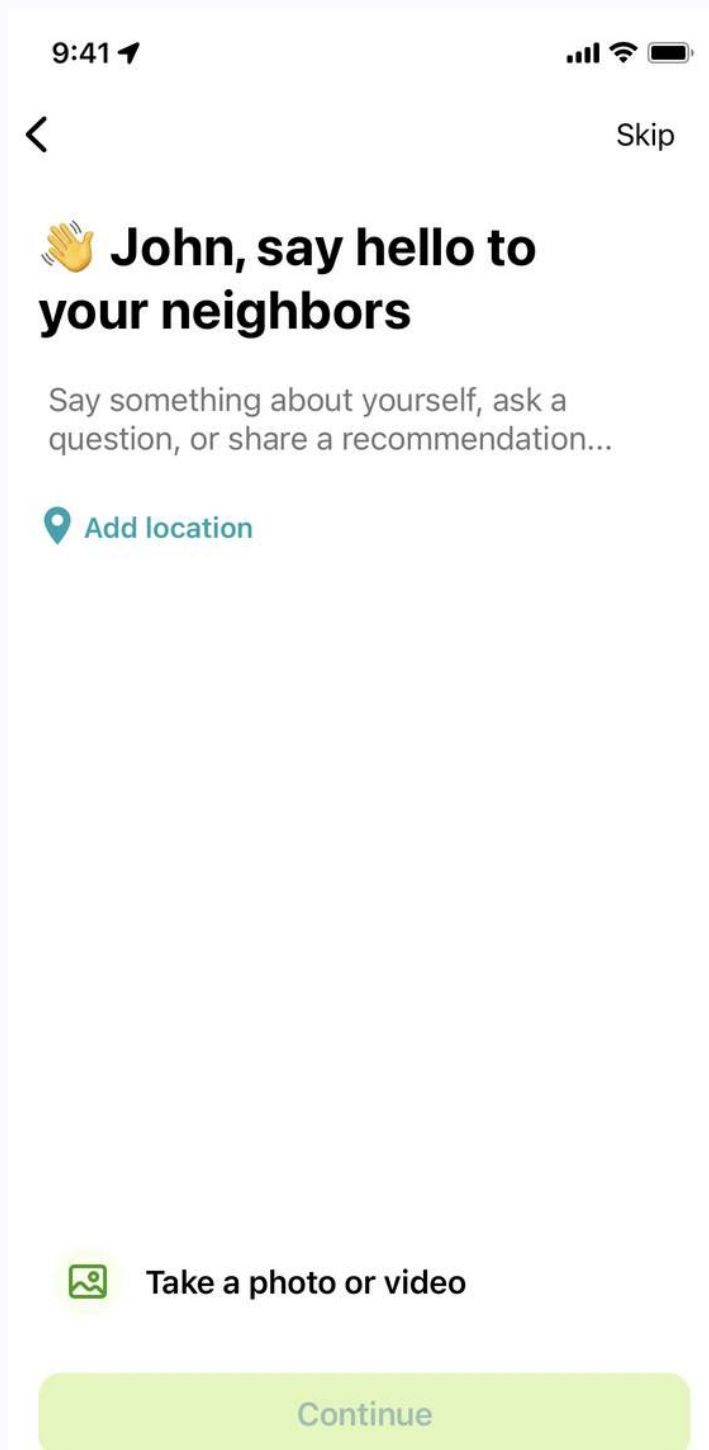 9:41
Skip
👋 John, say hello to
your neighbors
Say something about yourself, ask a
question, or share a recommendation...
Add location
Take a photo or video
Continue